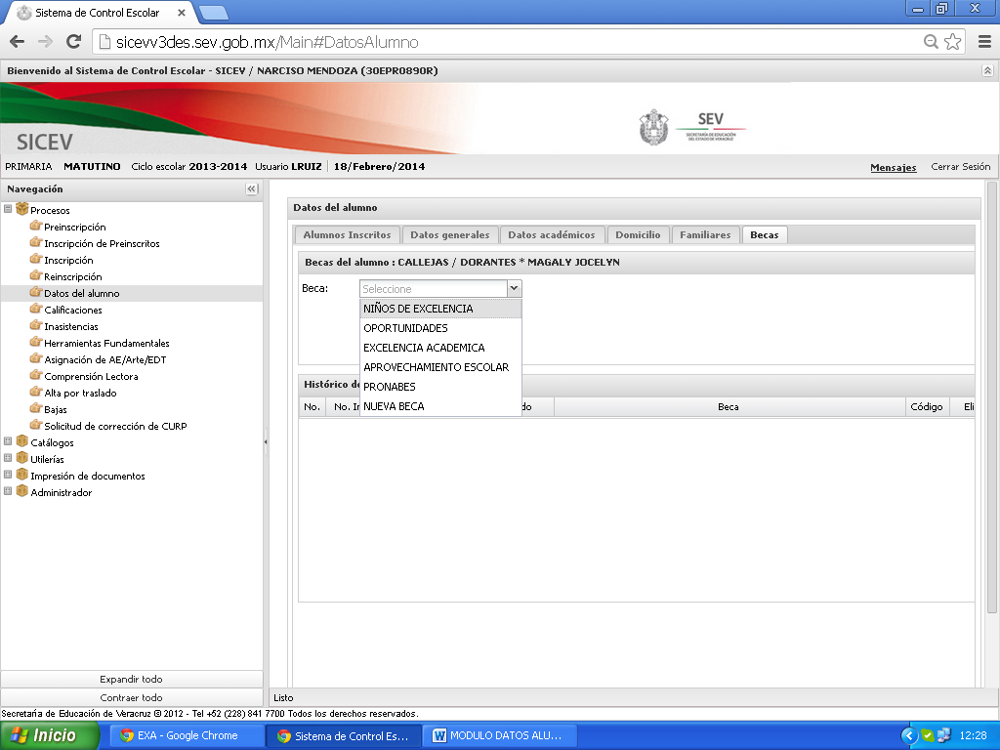 Sistema de Control Escolar
sicevv3des.sev.gob.mx/Main#DatosAlumno
Bienvenido al Sistema de Control Escolar - SICEV / NARCISO MENDOZA (30EPR0890R)
SICEV
SEV
SECRETARÍA DE EDUCACIÓN
DEL ESTADO DE VERACRUZ
PRIMARIA MATUTINO Ciclo escolar 2013-2014 Usuario LRUIZ 18/Febrero/2014 Mensajes Cerrar Sesión
Navegación
Procesos
Preinscripción
Inscripción de Preinscritos
Inscripción
Reinscripción
Datos del alumno
Calificaciones
Inasistencias
Herramientas Fundamentales
Asignación de AE/Arte/EDT
Comprensión Lectora
Alta por traslado
Bajas
Solicitud de corrección de CURP
Catálogos
Utilerías
Impresión de documentos
Administrador
Expandir todo
Contraer todo
Datos del alumno
Alumnos Inscritos Datos generales Datos académicos Domicilio Familiares Becas
Becas del alumno : CALLEJAS / DORANTES * MAGALY JOCELYN
Beca: Seleccione
NIÑOS DE EXCELENCIA
OPORTUNIDADES
EXCELENCIA ACADEMICA
APROVECHAMIENTO ESCOLAR
PRONABES
NUEVA BECA
Histórico de
No. No. In do Beca Código Eli
Listo
Secretaría de Educación de Veracruz © 2012 - Tel +52 (228) 841 7700 Todos los derechos reservados.
Inicio EXA - Google Chrome Sistema de Control Es... MODULO DATOS ALU... 12:28